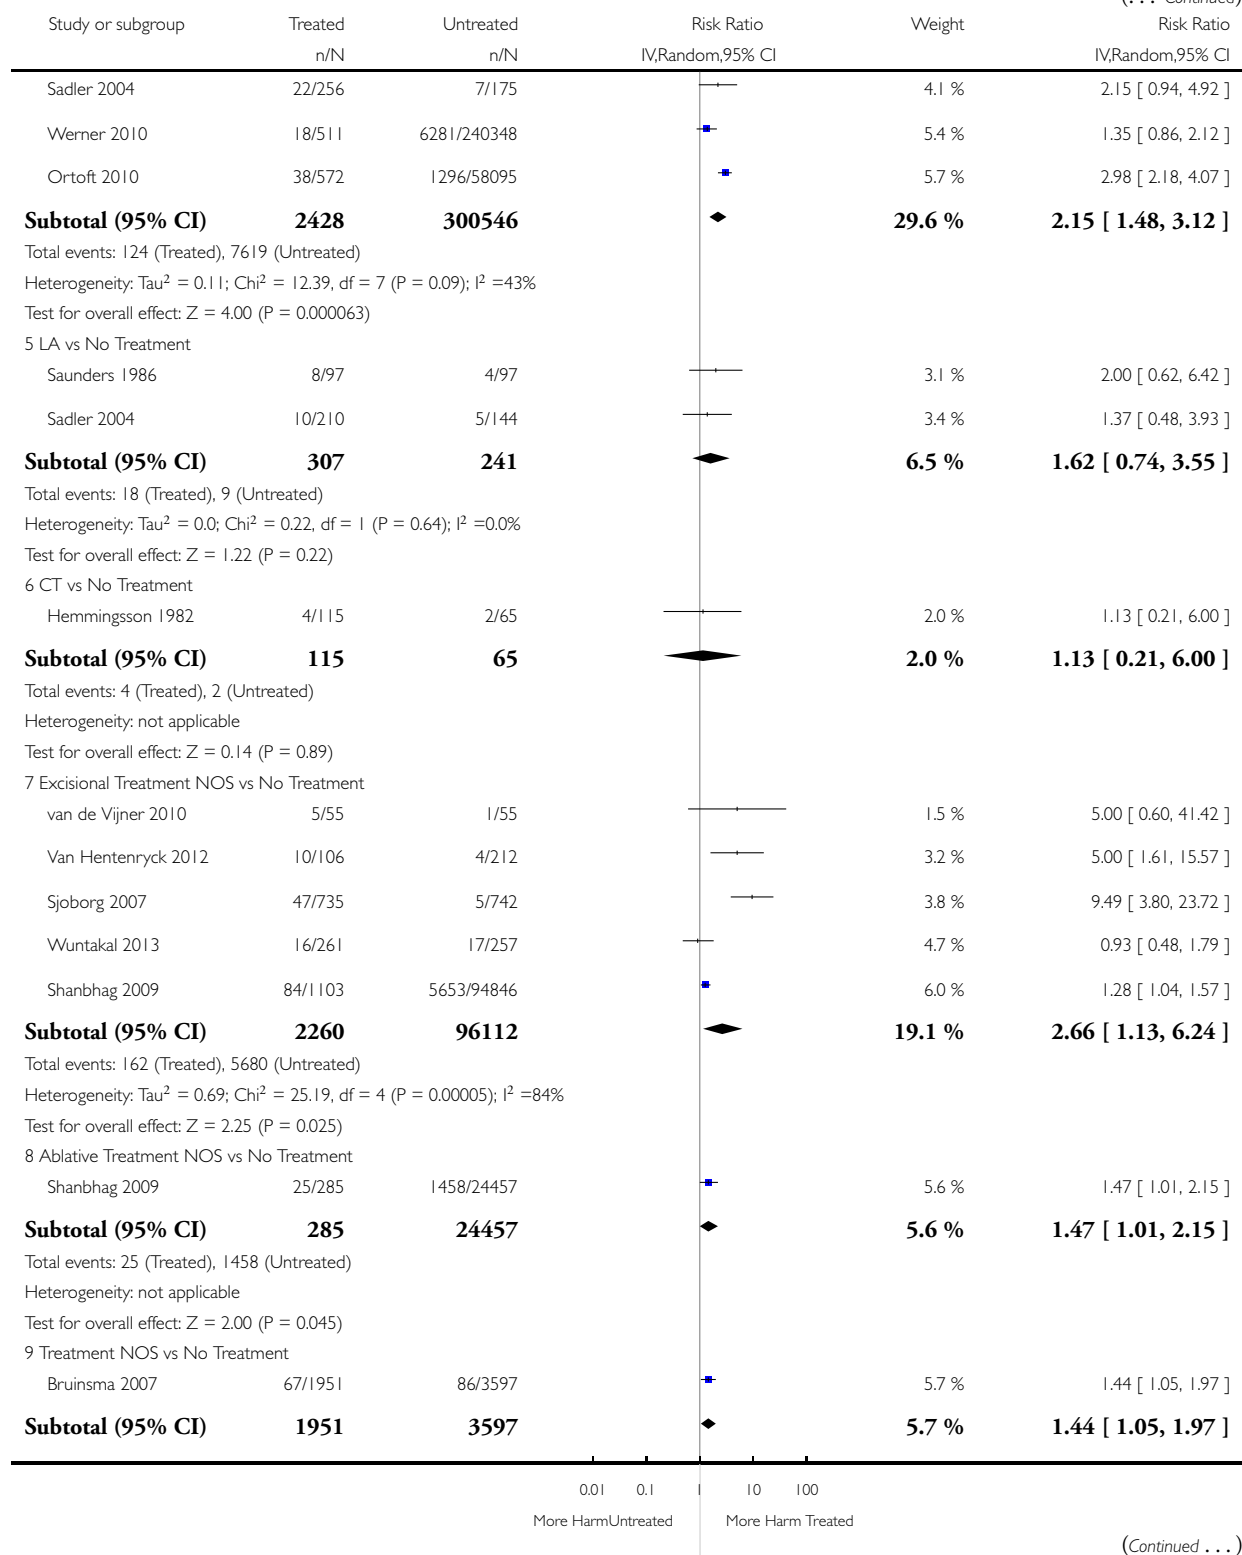 (... Continued)
Study or subgroup Treated Untreated Risk Ratio Weight Risk Ratio
n/N n/N IV,Random,95% CI IV,Random,95% CI
Sadler 2004 22/256 7/175 4.1 % 2.15 [ 0.94, 4.92 ]
Werner 2010 18/511 6281/240348 5.4 % 1.35 [ 0.86, 2.12 ]
Ortoft 2010 38/572 1296/58095 5.7 % 2.98 [ 2.18, 4.07 ]
Subtotal (95% CI) 2428 300546 29.6 % 2.15 [ 1.48, 3.12 ]
Total events: 124 (Treated), 7619 (Untreated)
Heterogeneity: Tau² = 0.11; Chi² = 12.39, df = 7 (P = 0.09); I² =43%
Test for overall effect: Z = 4.00 (P = 0.000063)
5 LA vs No Treatment
Saunders 1986 8/97 4/97 3.1 % 2.00 [ 0.62, 6.42 ]
Sadler 2004 10/210 5/144 3.4 % 1.37 [ 0.48, 3.93 ]
Subtotal (95% CI) 307 241 6.5 % 1.62 [ 0.74, 3.55 ]
Total events: 18 (Treated), 9 (Untreated)
Heterogeneity: Tau² = 0.0; Chi² = 0.22, df = 1 (P = 0.64); I² =0.0%
Test for overall effect: Z = 1.22 (P = 0.22)
6 CT vs No Treatment
Hemmingsson 1982 4/115 2/65 2.0 % 1.13 [ 0.21, 6.00 ]
Subtotal (95% CI) 115 65 2.0 % 1.13 [ 0.21, 6.00 ]
Total events: 4 (Treated), 2 (Untreated)
Heterogeneity: not applicable
Test for overall effect: Z = 0.14 (P = 0.89)
7 Excisional Treatment NOS vs No Treatment
van de Vijner 2010 5/55 1/55 1.5 % 5.00 [ 0.60, 41.42 ]
Van Hentenryck 2012 10/106 4/212 3.2 % 5.00 [ 1.61, 15.57 ]
Sjoborg 2007 47/735 5/742 3.8 % 9.49 [ 3.80, 23.72 ]
Wuntakal 2013 16/261 17/257 4.7 % 0.93 [ 0.48, 1.79 ]
Shanbhag 2009 84/1103 5653/94846 6.0 % 1.28 [ 1.04, 1.57 ]
Subtotal (95% CI) 2260 96112 19.1 % 2.66 [ 1.13, 6.24 ]
Total events: 162 (Treated), 5680 (Untreated)
Heterogeneity: Tau² = 0.69; Chi² = 25.19, df = 4 (P = 0.00005); I² =84%
Test for overall effect: Z = 2.25 (P = 0.025)
8 Ablative Treatment NOS vs No Treatment
Shanbhag 2009 25/285 1458/24457 5.6 % 1.47 [ 1.01, 2.15 ]
Subtotal (95% CI) 285 24457 5.6 % 1.47 [ 1.01, 2.15 ]
Total events: 25 (Treated), 1458 (Untreated)
Heterogeneity: not applicable
Test for overall effect: Z = 2.00 (P = 0.045)
9 Treatment NOS vs No Treatment
Bruinsma 2007 67/1951 86/3597 5.7 % 1.44 [ 1.05, 1.97 ]
Subtotal (95% CI) 1951 3597 5.7 % 1.44 [ 1.05, 1.97 ]
0.01 0.1 1 10 100
More HarmUntreated More Harm Treated
(Continued ...)